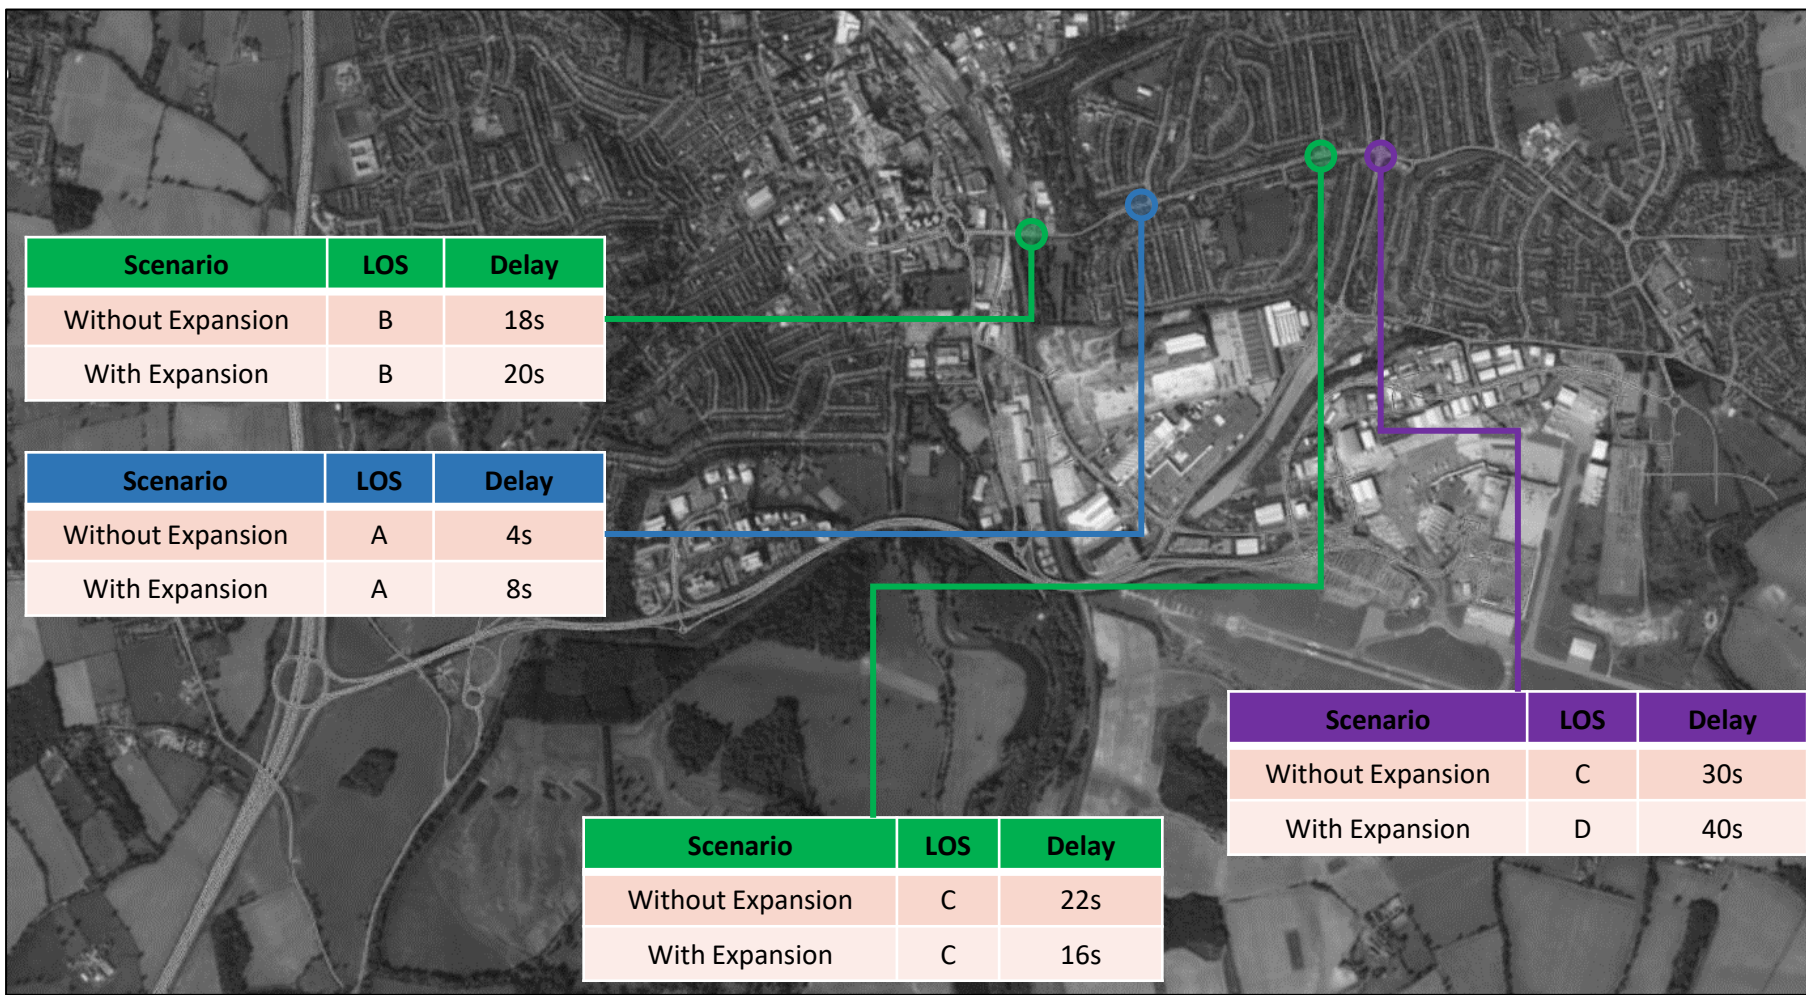 Scenario LOS Delay
Without Expansion B 18s
With Expansion B 20s
Scenario LOS Delay
Without Expansion A 4s
With Expansion A 8s
Scenario LOS Delay
Without Expansion C 30s
With Expansion D 40s
Scenario LOS Delay
Without Expansion C 22s
With Expansion C 16s